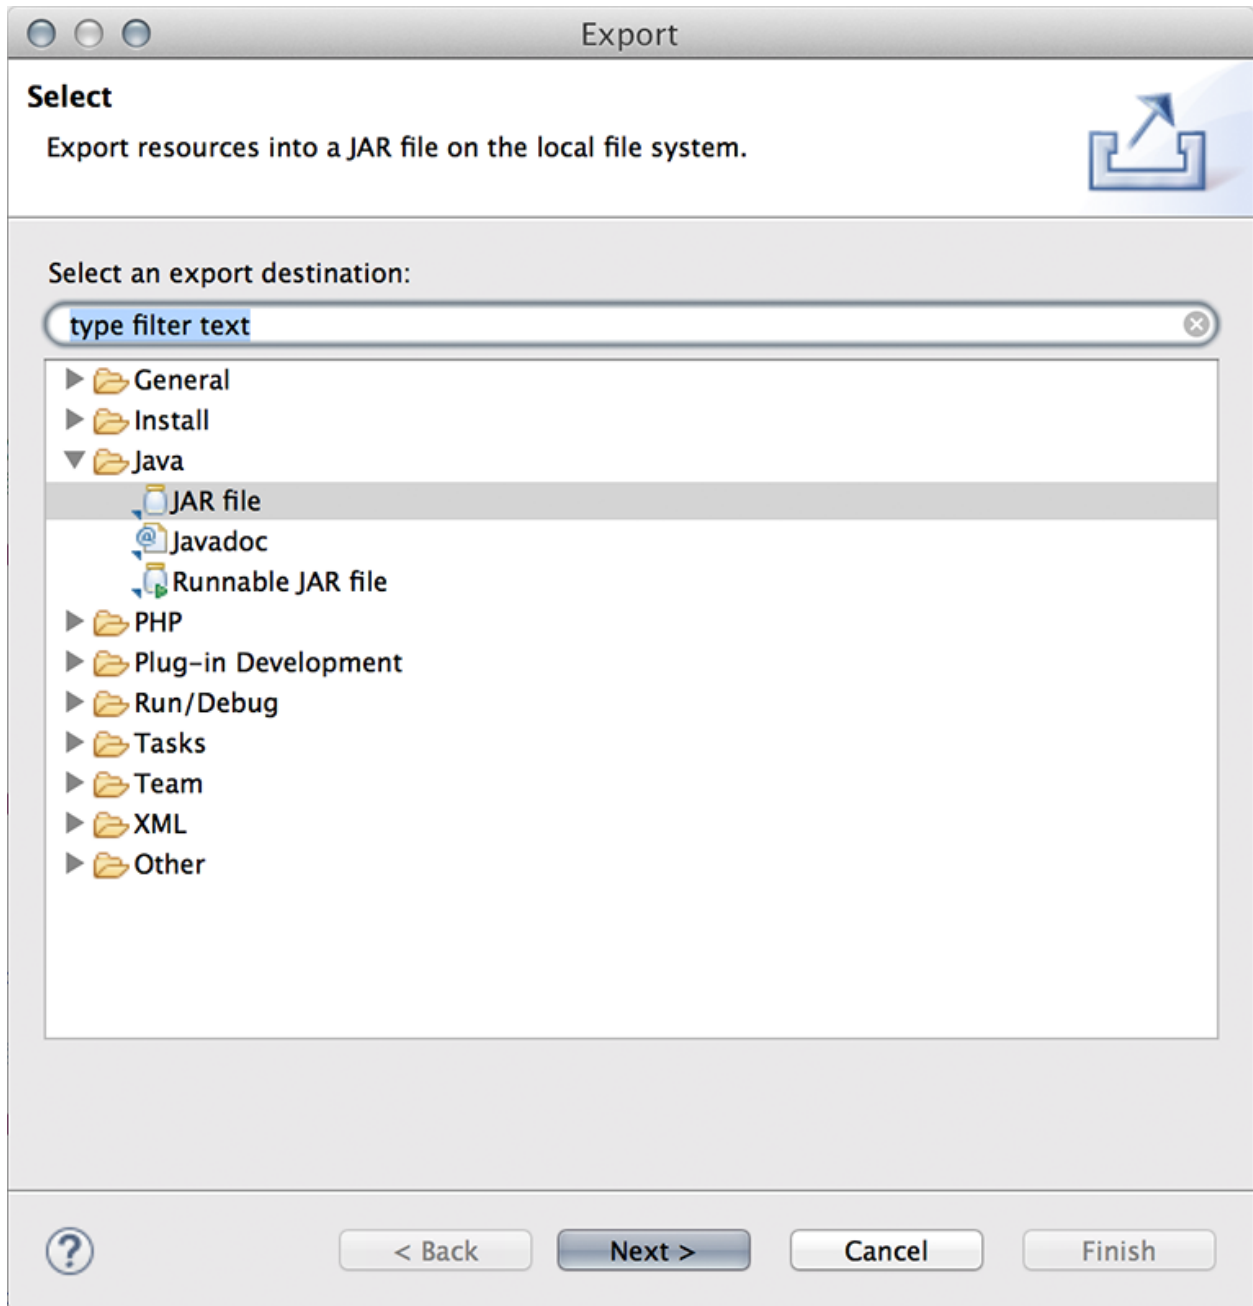 Export
Select
Export resources into a JAR file on the local file system.
Select an export destination:
type filter text
General
Install
Java
JAR file
Javadoc
Runnable JAR file
PHP
Plug-in Development
Run/Debug
Tasks
Team
XML
Other
< Back Next > Cancel Finish